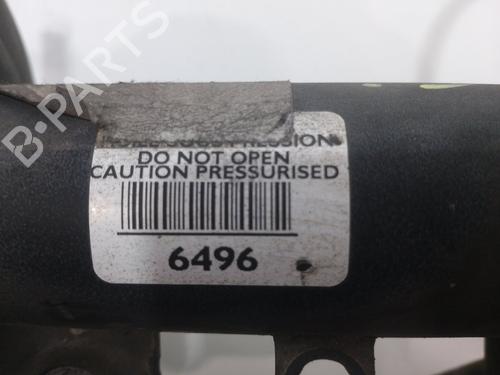 DO NOT OPEN
CAUTION PRESSURISED
6496
B-PARTS